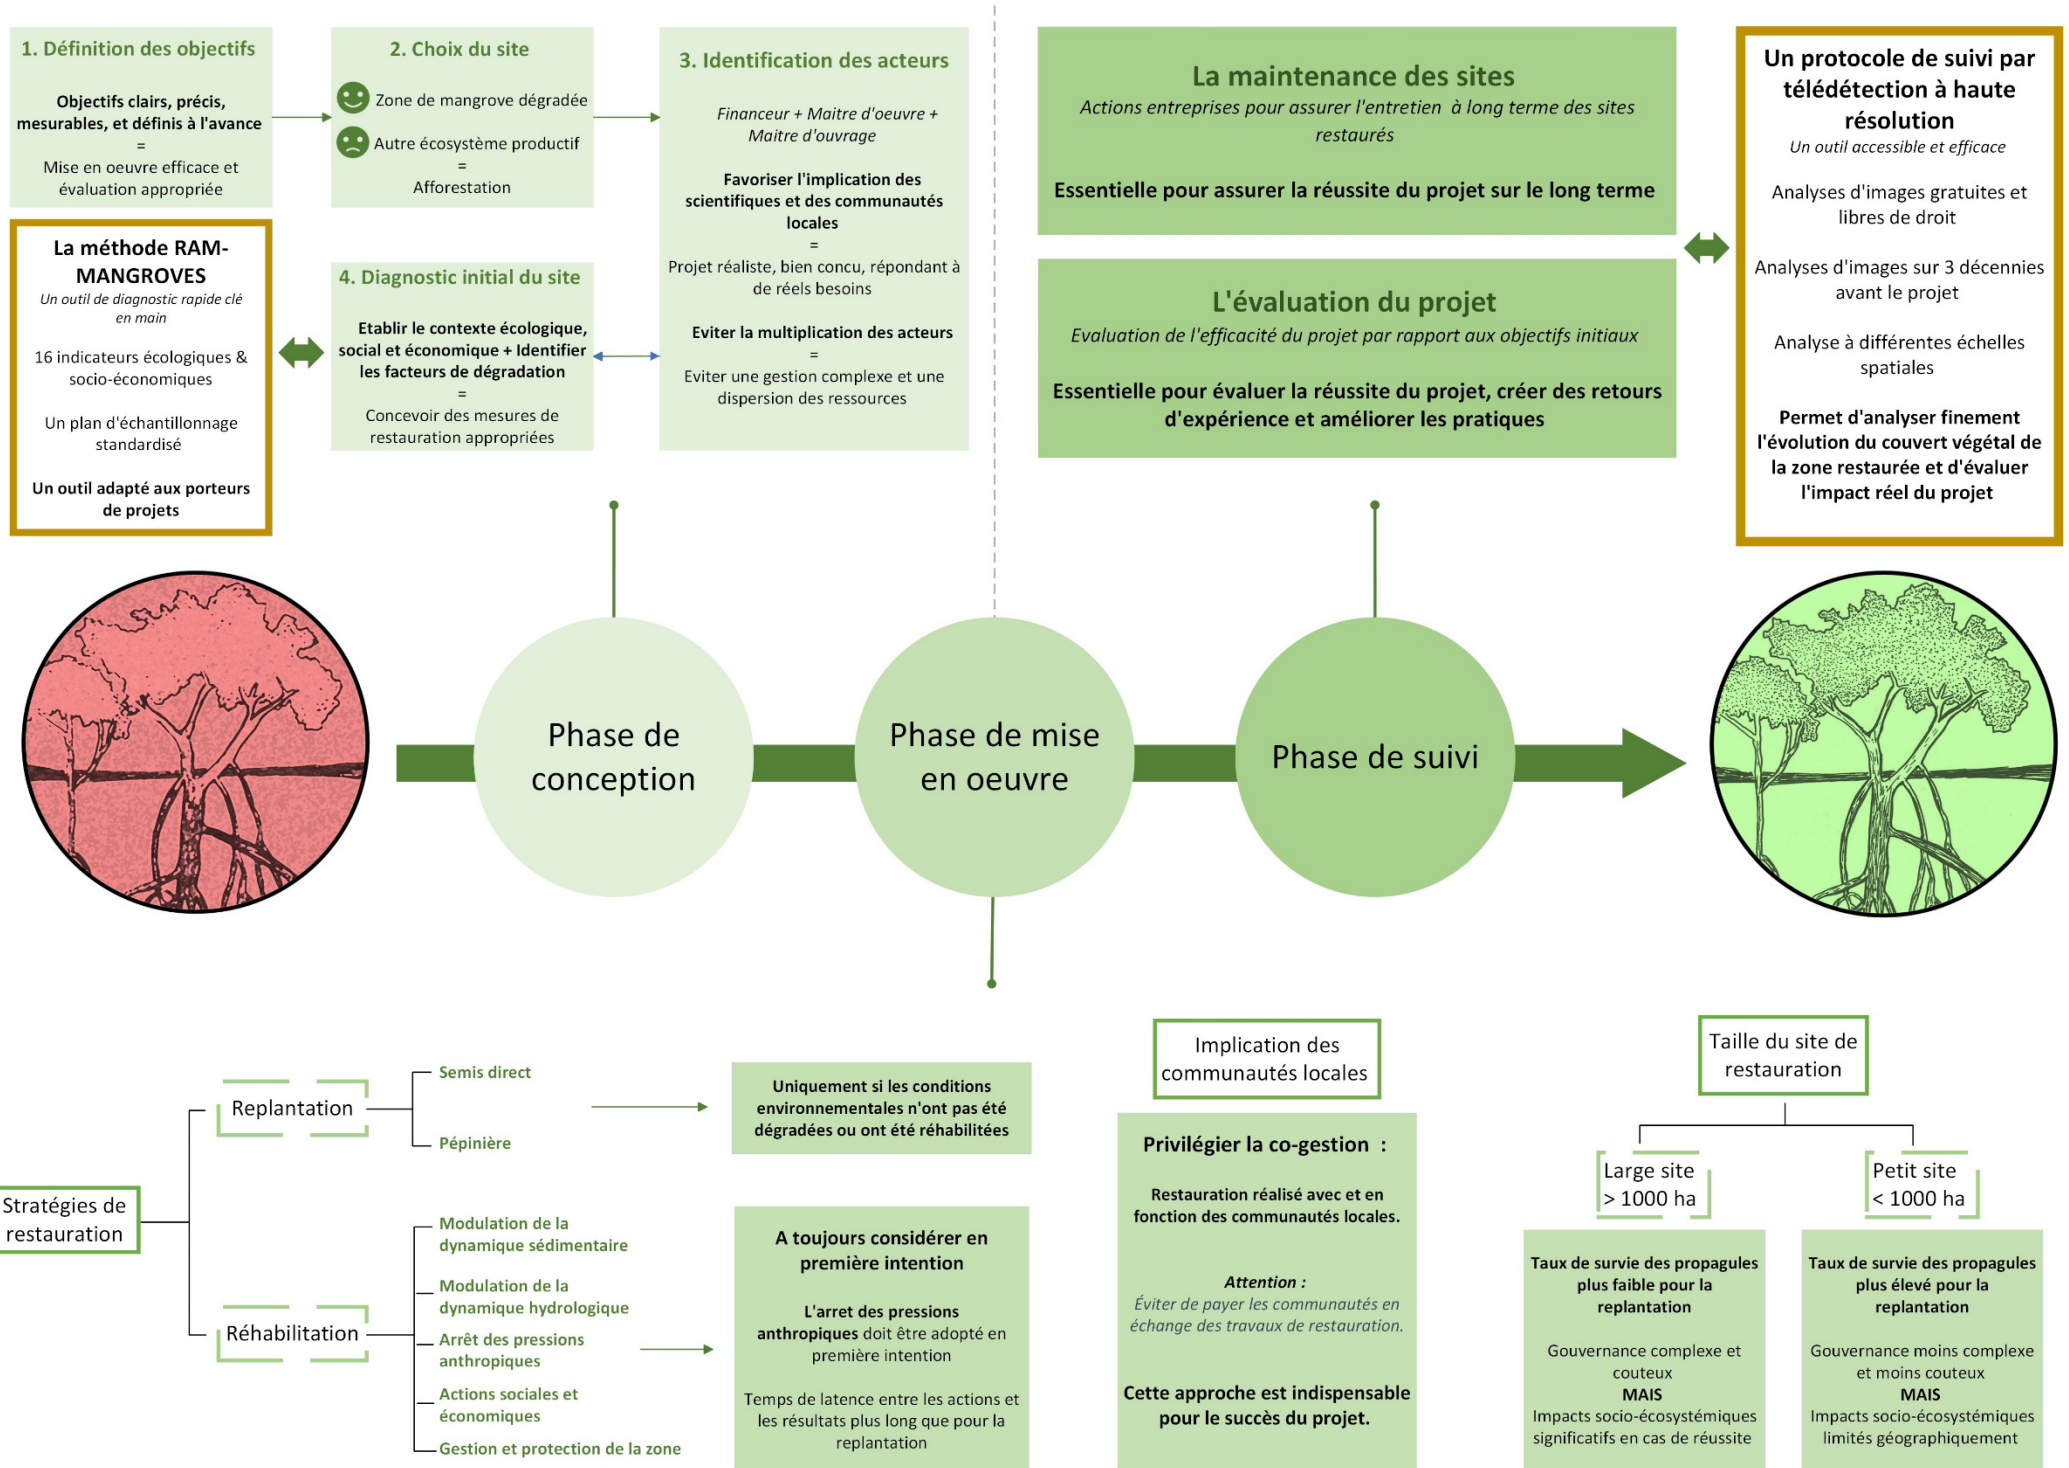 1. Définition des objectifs
Objectifs clairs, précis,
mesurables, et définis à l'avance
=
Mise en oeuvre efficace et
évaluation appropriée
2. Choix du site
Zone de mangrove dégradée
Autre écosystème productif
=
Afforestation
3. Identification des acteurs
Financeur + Maitre d'oeuvre +
Maitre d'ouvrage
Favoriser l'implication des
scientifiques et des communautés
locales
=
Projet réaliste, bien concu, répondant à
de réels besoins
Eviter la multiplication des acteurs
=
Eviter une gestion complexe et une
dispersion des ressources
La méthode RAM-
MANGROVES
Un outil de diagnostic rapide clé
en main
16 indicateurs écologiques &
socio-économiques
Un plan d'échantillonnage
standardisé
Un outil adapté aux porteurs
de projets
4. Diagnostic initial du site
Etablir le contexte écologique,
social et économique + Identifier
les facteurs de dégradation
=
Concevoir des mesures de
restauration appropriées
La maintenance des sites
Actions entreprises pour assurer l'entretien à long terme des sites
restaurés
Essentielle pour assurer la réussite du projet sur le long terme
L'évaluation du projet
Evaluation de l'efficacité du projet par rapport aux objectifs initiaux
Essentielle pour évaluer la réussite du projet, créer des retours
d'expérience et améliorer les pratiques
Un protocole de suivi par
télédétection à haute
résolution
Un outil accessible et efficace
Analyses d'images gratuites et
libres de droit
Analyses d'images sur 3 décennies
avant le projet
Analyse à différentes échelles
spatiales
Permet d'analyser finement
l'évolution du couvert végétal de
la zone restaurée et d'évaluer
l'impact réel du projet
Phase de
conception
Phase de mise
en oeuvre
Phase de suivi
Stratégies de
restauration
Replantation
Semis direct
Pépinière
Uniquement si les conditions
environnementales n'ont pas été
dégradées ou ont été réhabilitées
Réhabilitation
Modulation de la
dynamique sédimentaire
Modulation de la
dynamique hydrologique
Arrêt des pressions
anthropiques
Actions sociales et
économiques
Gestion et protection de la zone
A toujours considérer en
première intention
L'arret des pressions
anthropiques doit être adopté en
première intention
Temps de latence entre les actions et
les résultats plus long que pour la
replantation
Implication des
communautés locales
Privilégier la co-gestion :
Restauration réalisé avec et en
fonction des communautés locales.
Attention :
Éviter de payer les communautés en
échange des travaux de restauration.
Cette approche est indispensable
pour le succès du projet.
Taille du site de
restauration
Large site
> 1000 ha
Taux de survie des propagules
plus faible pour la
replantation
Gouvernance complexe et
couteux
MAIS
Impacts socio-écosystémiques
significatifs en cas de réussite
Petit site
< 1000 ha
Taux de survie des propagules
plus élevé pour la
replantation
Gouvernance moins complexe
et moins couteux
MAIS
Impacts socio-écosystémiques
limités géographiquement